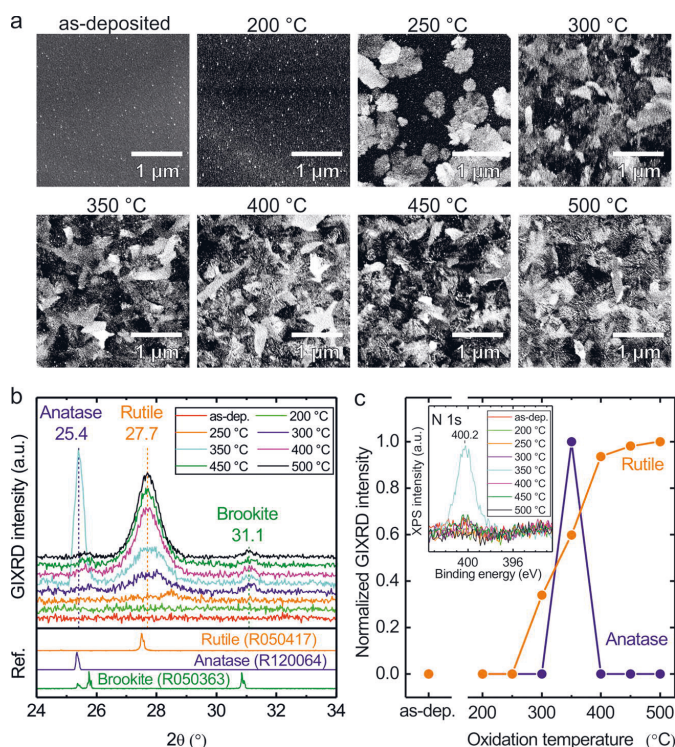 a
as-deposited 200 °C 250 °C 300 °C
1 µm 1 µm 1 µm 1 µm
350 °C 400 °C 450 °C 500 °C
1 µm 1 µm 1 µm 1 µm
b
Anatase
25.4
Rutile
27.7
as-dep. 200 °C
250 °C 300 °C
350 °C 400 °C
450 °C 500 °C
Brookite
31.1
GIXRD intensity (a.u.)
Ref.
Rutile (R050417)
Anatase (R120064)
Brookite (R050363)
24 26 28 30 32 34
2θ (°)
c
N 1s
400.2
as-dep.
200 °C
250 °C
300 °C
350 °C
400 °C
450 °C
500 °C
XPS intensity (a.u.)
400 396
Binding energy (eV)
Rutile
Anatase
Normalized GIXRD intensity
1.0
0.8
0.6
0.4
0.2
0.0
as-dep. 200 300 400 500
Oxidation temperature (°C)